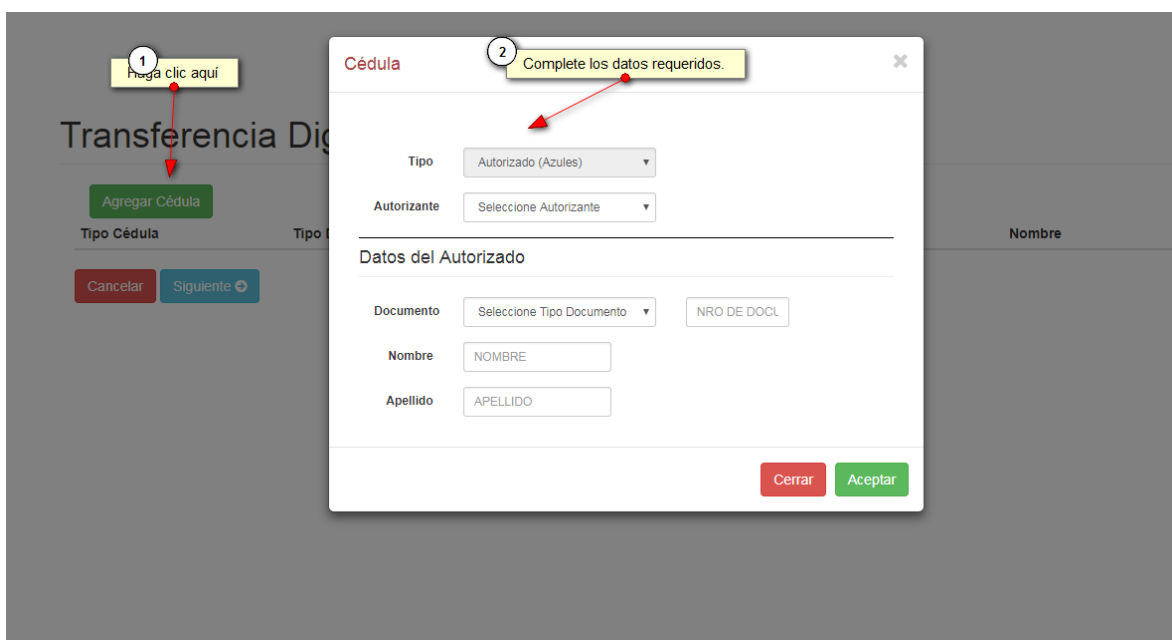 1
Haga clic aquí
2
Complete los datos requeridos.
Cédula
×
Transferencia Dig
Tipo
Autorizado (Azules)
Agregar Cédula
Autorizante
Seleccione Autorizante
Tipo Cédula
Tipo
Nombre
Datos del Autorizado
Cancelar
Siguiente
Documento
Seleccione Tipo Documento
NRO DE DOCU
Nombre
NOMBRE
Apellido
APELLIDO
Cerrar
Aceptar